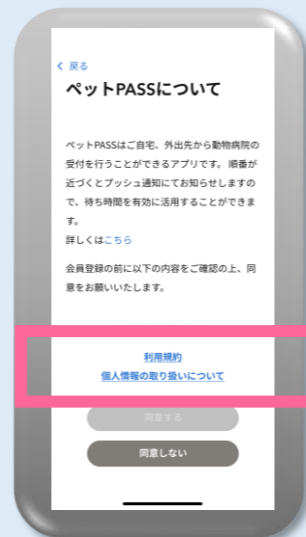 戻る
ペットPASSについて
ペットPASSはご自宅、外出先から動物病院の
受付を行うことができるアプリです。順番が
近づくとプッシュ通知にてお知らせしますの
で、待ち時間を有効に活用することができま
す。
詳しくはこちら
会員登録の前に以下の内容をご確認の上、同
意をお願いいたします。
利用規約
個人情報の取り扱いについて
同意する
同意しない